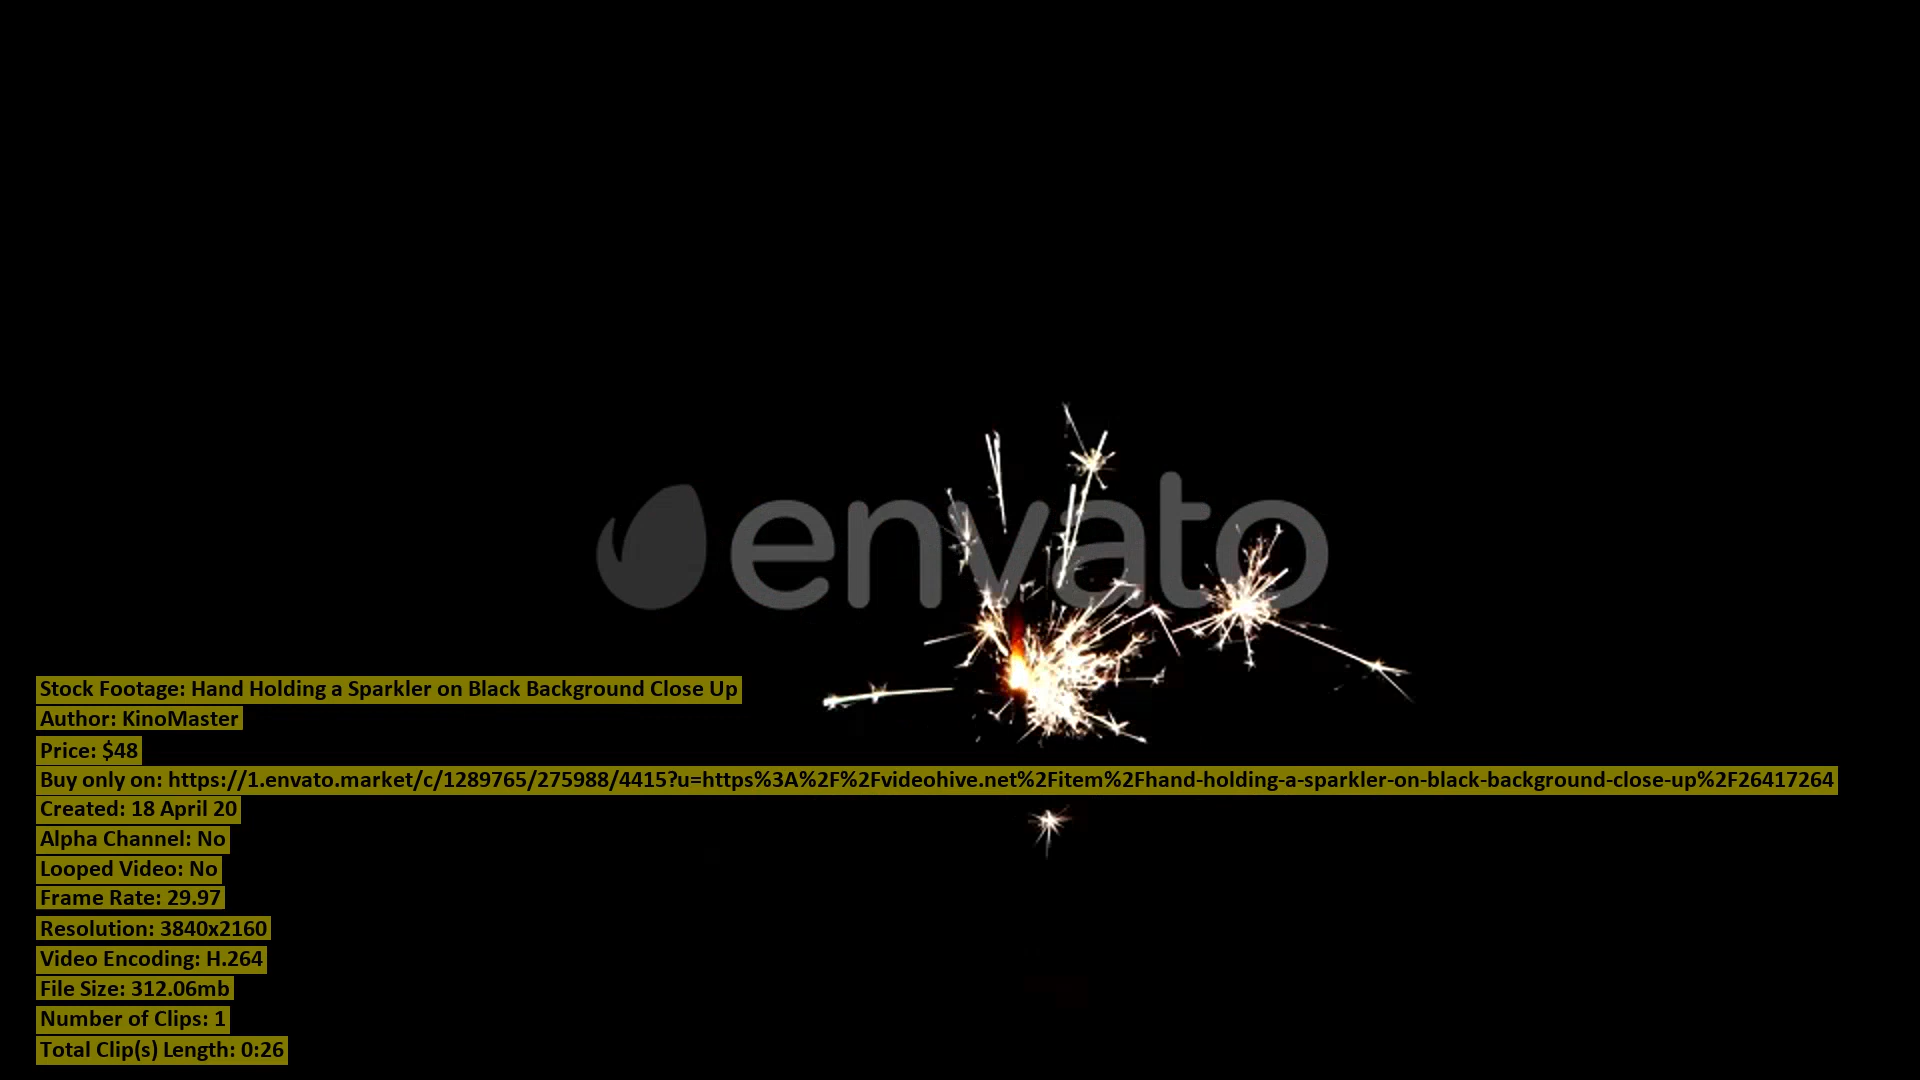 envato
Stock Footage: Hand Holding a Sparkler on Black Background Close Up
Author: KinoMaster
Price: $48
Buy only on: https://1.envato.market/c/1289765/275988/4415?u=https%3A%2F%2Fvideohive.net%2Fitem%2Fhand-holding-a-sparkler-on-black-background-close-up%2F26417264
Created: 18 April 20
Alpha Channel: No
Looped Video: No
Frame Rate: 29.97
Resolution: 3840x2160
Video Encoding: H.264
File Size: 312.06mb
Number of Clips: 1
Total Clip(s) Length: 0:26